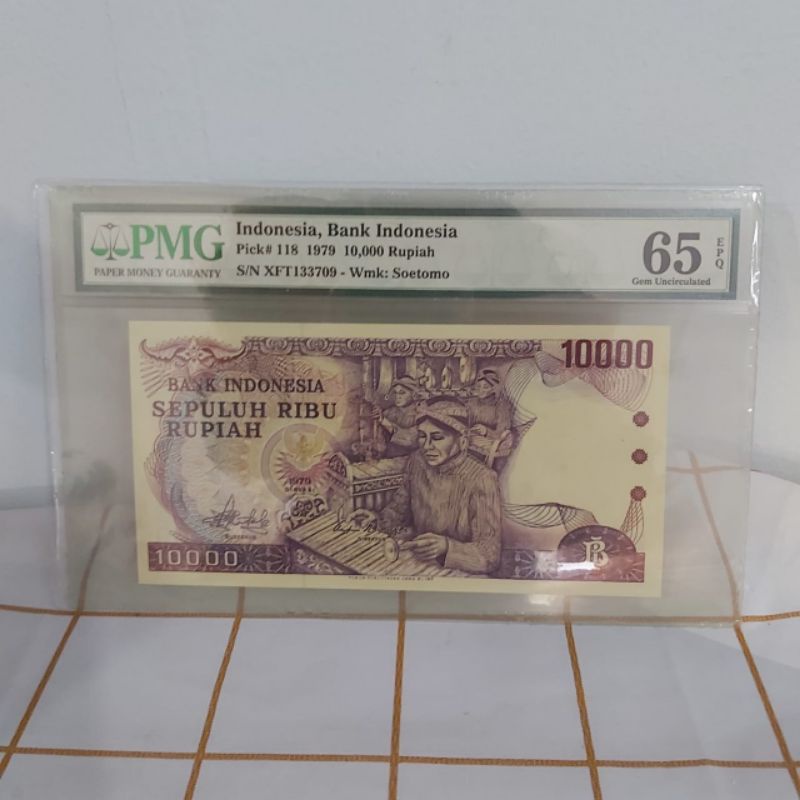 PMG
PAPER MONEY GUARANTY
Indonesia, Bank Indonesia
Pick# 118 1979 10,000 Rupiah
S/N XFT133709 - Wmk: Soetomo
65
EPQ
Gem Uncirculated
10000
BANK INDONESIA
SEPULUH RIBU
RUPIAH
1979
10000